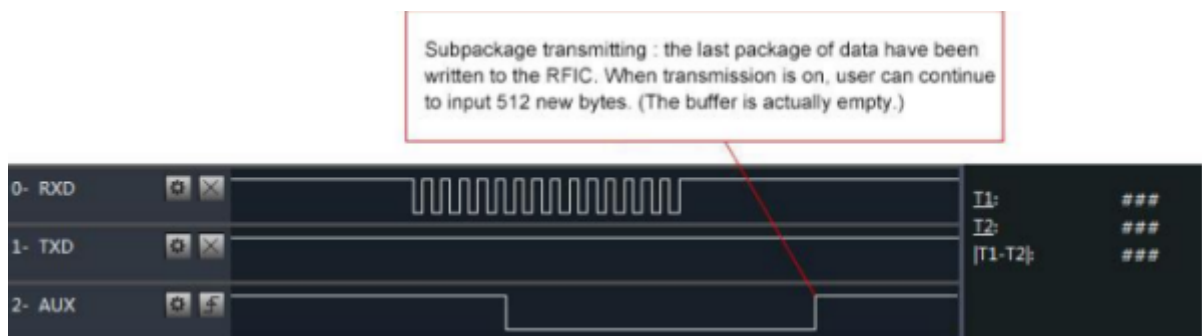 Subpackage transmitting : the last package of data have been
written to the RFIC. When transmission is on, user can continue
to input 512 new bytes. (The buffer is actually empty.)
0- RXD
T1: ###
T2: ###
1- TXD
|T1-T2|: ###
2- AUX